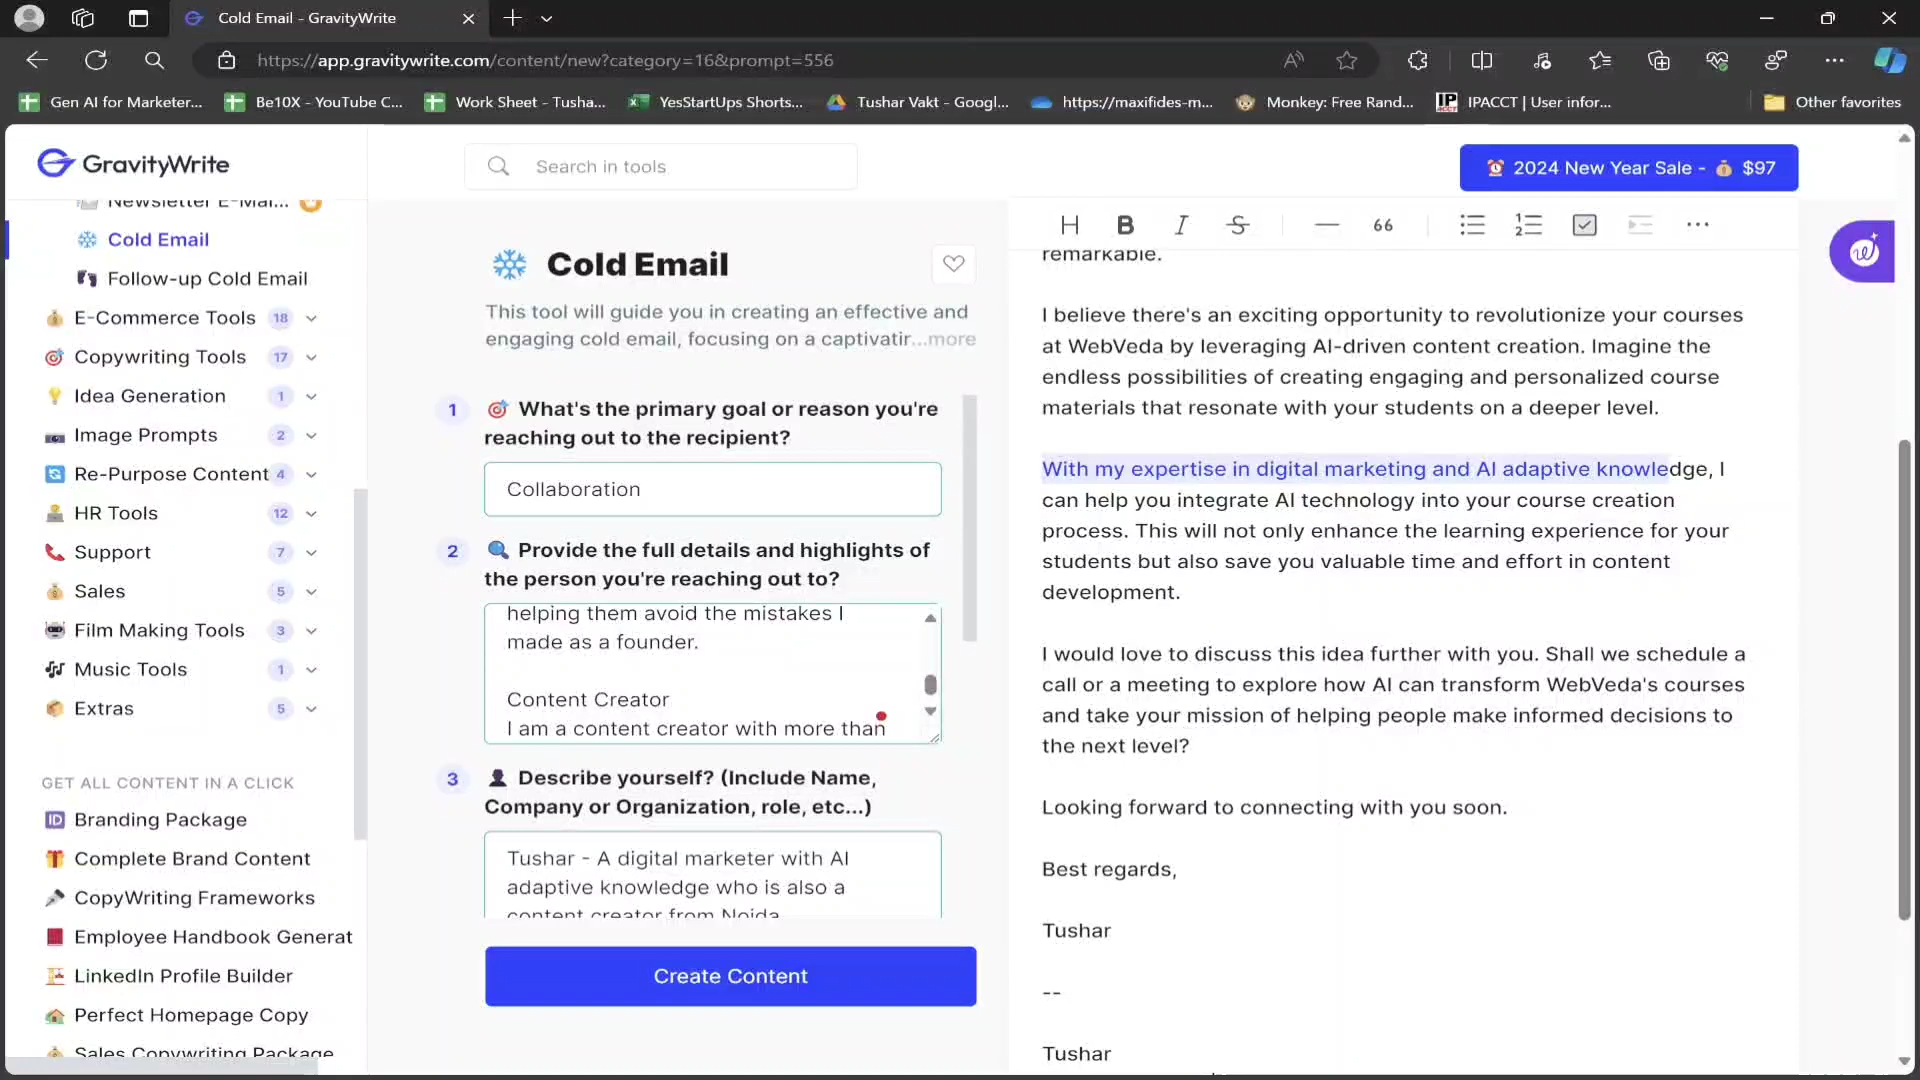 Cold Email - GravityWrite
https://app.gravitywrite.com/content/new?category=16&prompt=556
Gen AI for Marketer...
Be10X - YouTube C...
Work Sheet - Tusha...
YesStartUps Shorts...
Tushar Vakt - Googl...
https://maxifides-m...
Monkey: Free Rand...
IPACCT | User infor...
Other favorites
GravityWrite
Search in tools
2024 New Year Sale - $97
Newsletter E-Mai...
Cold Email
Follow-up Cold Email
E-Commerce Tools 18
Copywriting Tools 17
Idea Generation 1
Image Prompts 2
Re-Purpose Content 4
HR Tools 12
Support 7
Sales 5
Film Making Tools 3
Music Tools 1
Extras 5
GET ALL CONTENT IN A CLICK
Branding Package
Complete Brand Content
CopyWriting Frameworks
Employee Handbook Generat
LinkedIn Profile Builder
Perfect Homepage Copy
Sales Copywriting Package
Cold Email
This tool will guide you in creating an effective and
engaging cold email, focusing on a captivatir...more
1 What's the primary goal or reason you're
reaching out to the recipient?
Collaboration
2 Provide the full details and highlights of
the person you're reaching out to?
helping them avoid the mistakes I
made as a founder.
Content Creator
I am a content creator with more than
3 Describe yourself? (Include Name,
Company or Organization, role, etc...)
Tushar - A digital marketer with AI
adaptive knowledge who is also a
content creator from Noida
Create Content
H B I S 66
remarkable.
I believe there's an exciting opportunity to revolutionize your courses
at WebVeda by leveraging AI-driven content creation. Imagine the
endless possibilities of creating engaging and personalized course
materials that resonate with your students on a deeper level.
With my expertise in digital marketing and AI adaptive knowledge, I
can help you integrate AI technology into your course creation
process. This will not only enhance the learning experience for your
students but also save you valuable time and effort in content
development.
I would love to discuss this idea further with you. Shall we schedule a
call or a meeting to explore how AI can transform WebVeda's courses
and take your mission of helping people make informed decisions to
the next level?
Looking forward to connecting with you soon.
Best regards,
Tushar
--
Tushar